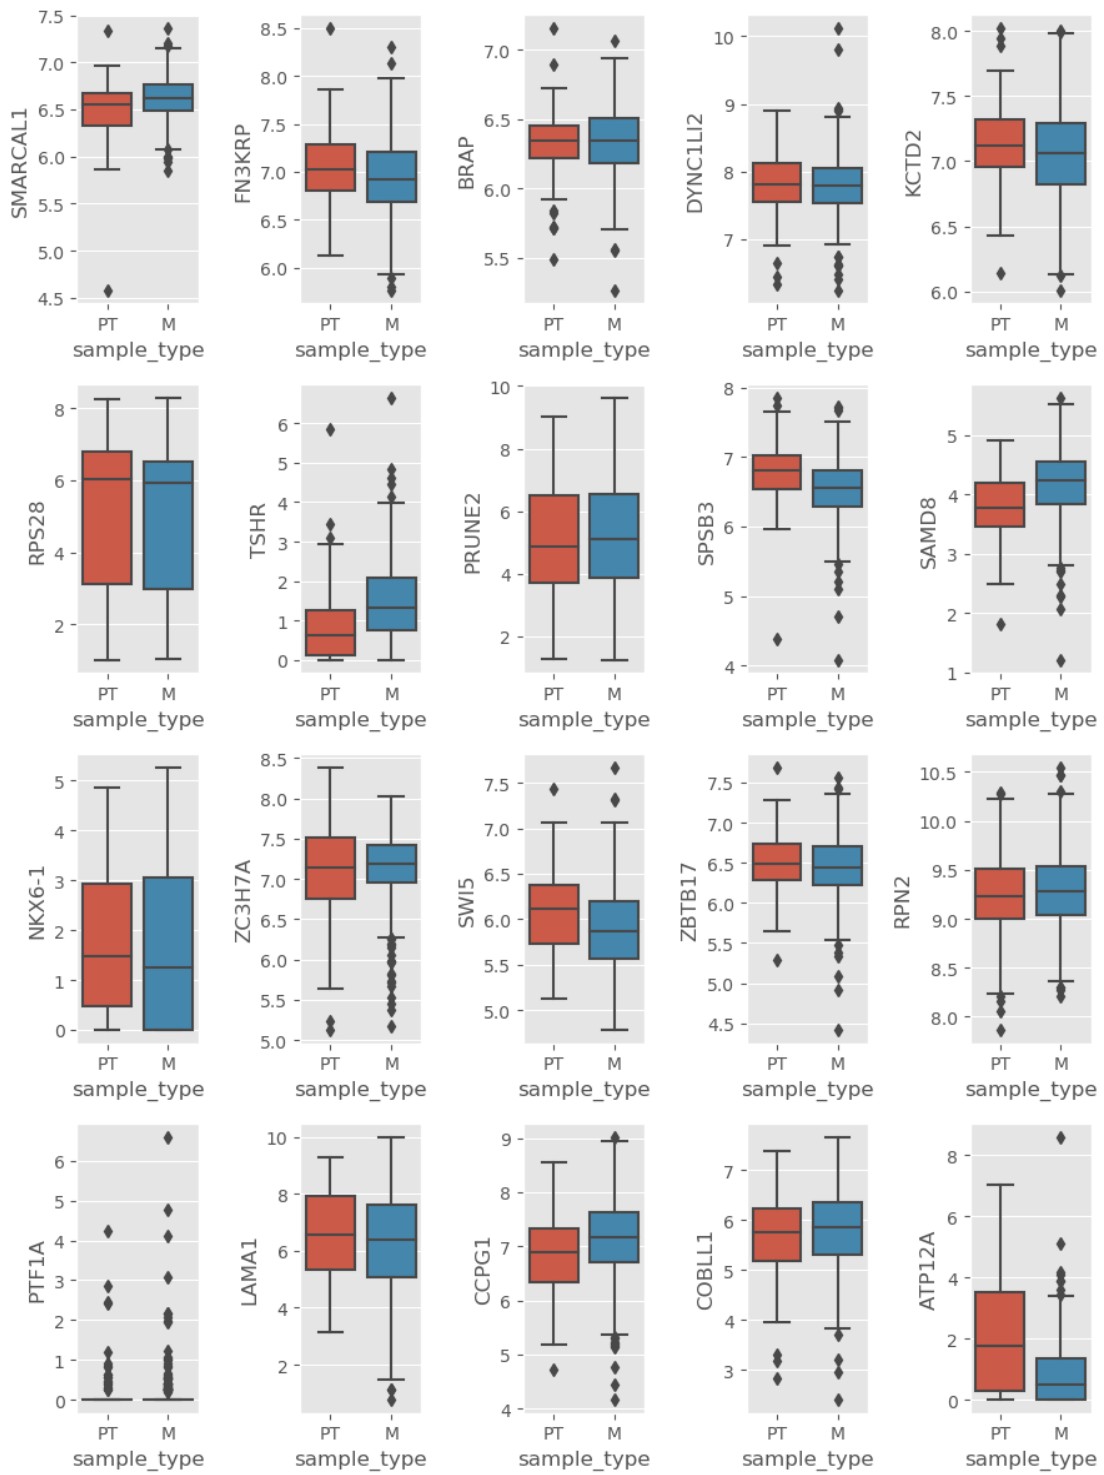 SMARCAL1
7.5
7.0
6.5
6.0
5.5
5.0
4.5
PT M
sample_type
FN3KRP
8.5
8.0
7.5
7.0
6.5
6.0
PT M
sample_type
BRAP
7.0
6.5
6.0
5.5
PT M
sample_type
DYNC1LI2
10
9
8
7
PT M
sample_type
KCTD2
8.0
7.5
7.0
6.5
6.0
PT M
sample_type
RPS28
8
6
4
2
PT M
sample_type
TSHR
6
5
4
3
2
1
0
PT M
sample_type
PRUNE2
10
8
6
4
2
PT M
sample_type
SPSB3
8
7
6
5
4
PT M
sample_type
SAMD8
5
4
3
2
1
PT M
sample_type
NKX6-1
5
4
3
2
1
0
PT M
sample_type
ZC3H7A
8.5
8.0
7.5
7.0
6.5
6.0
5.5
5.0
PT M
sample_type
SWI5
7.5
7.0
6.5
6.0
5.5
5.0
PT M
sample_type
ZBTB17
7.5
7.0
6.5
6.0
5.5
5.0
4.5
PT M
sample_type
RPN2
10.5
10.0
9.5
9.0
8.5
8.0
PT M
sample_type
PTF1A
6
5
4
3
2
1
0
PT M
sample_type
LAMA1
10
8
6
4
2
PT M
sample_type
CCPG1
9
8
7
6
5
4
PT M
sample_type
COBLL1
7
6
5
4
3
PT M
sample_type
ATP12A
8
6
4
2
0
PT M
sample_type